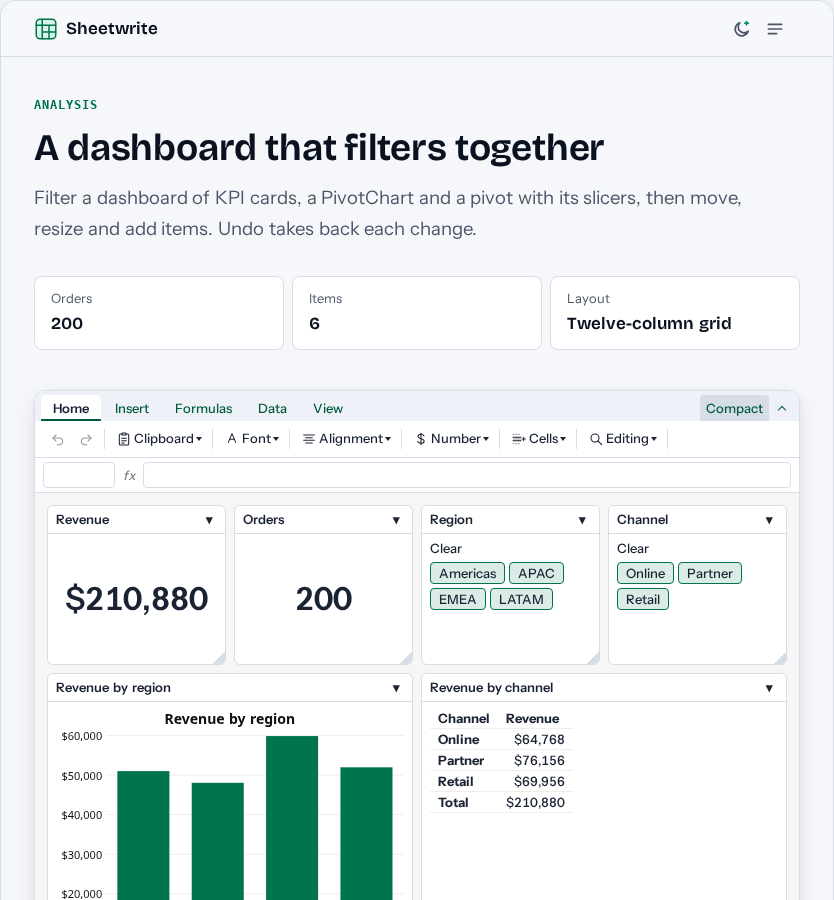 Sheetwrite
ANALYSIS
A dashboard that filters together
Filter a dashboard of KPI cards, a PivotChart and a pivot with its slicers, then move,
resize and add items. Undo takes back each change.
Orders
200
Items
6
Layout
Twelve-column grid
Home Insert Formulas Data View Compact
Clipboard Font Alignment Number Cells Editing
fx
Revenue
$210,880
Orders
200
Region
Clear
Americas APAC
EMEA LATAM
Channel
Clear
Online Partner
Retail
Revenue by region
Revenue by region
$60,000
$50,000
$40,000
$30,000
$20,000
Revenue by channel
Channel Revenue
Online $64,768
Partner $76,156
Retail $69,956
Total $210,880